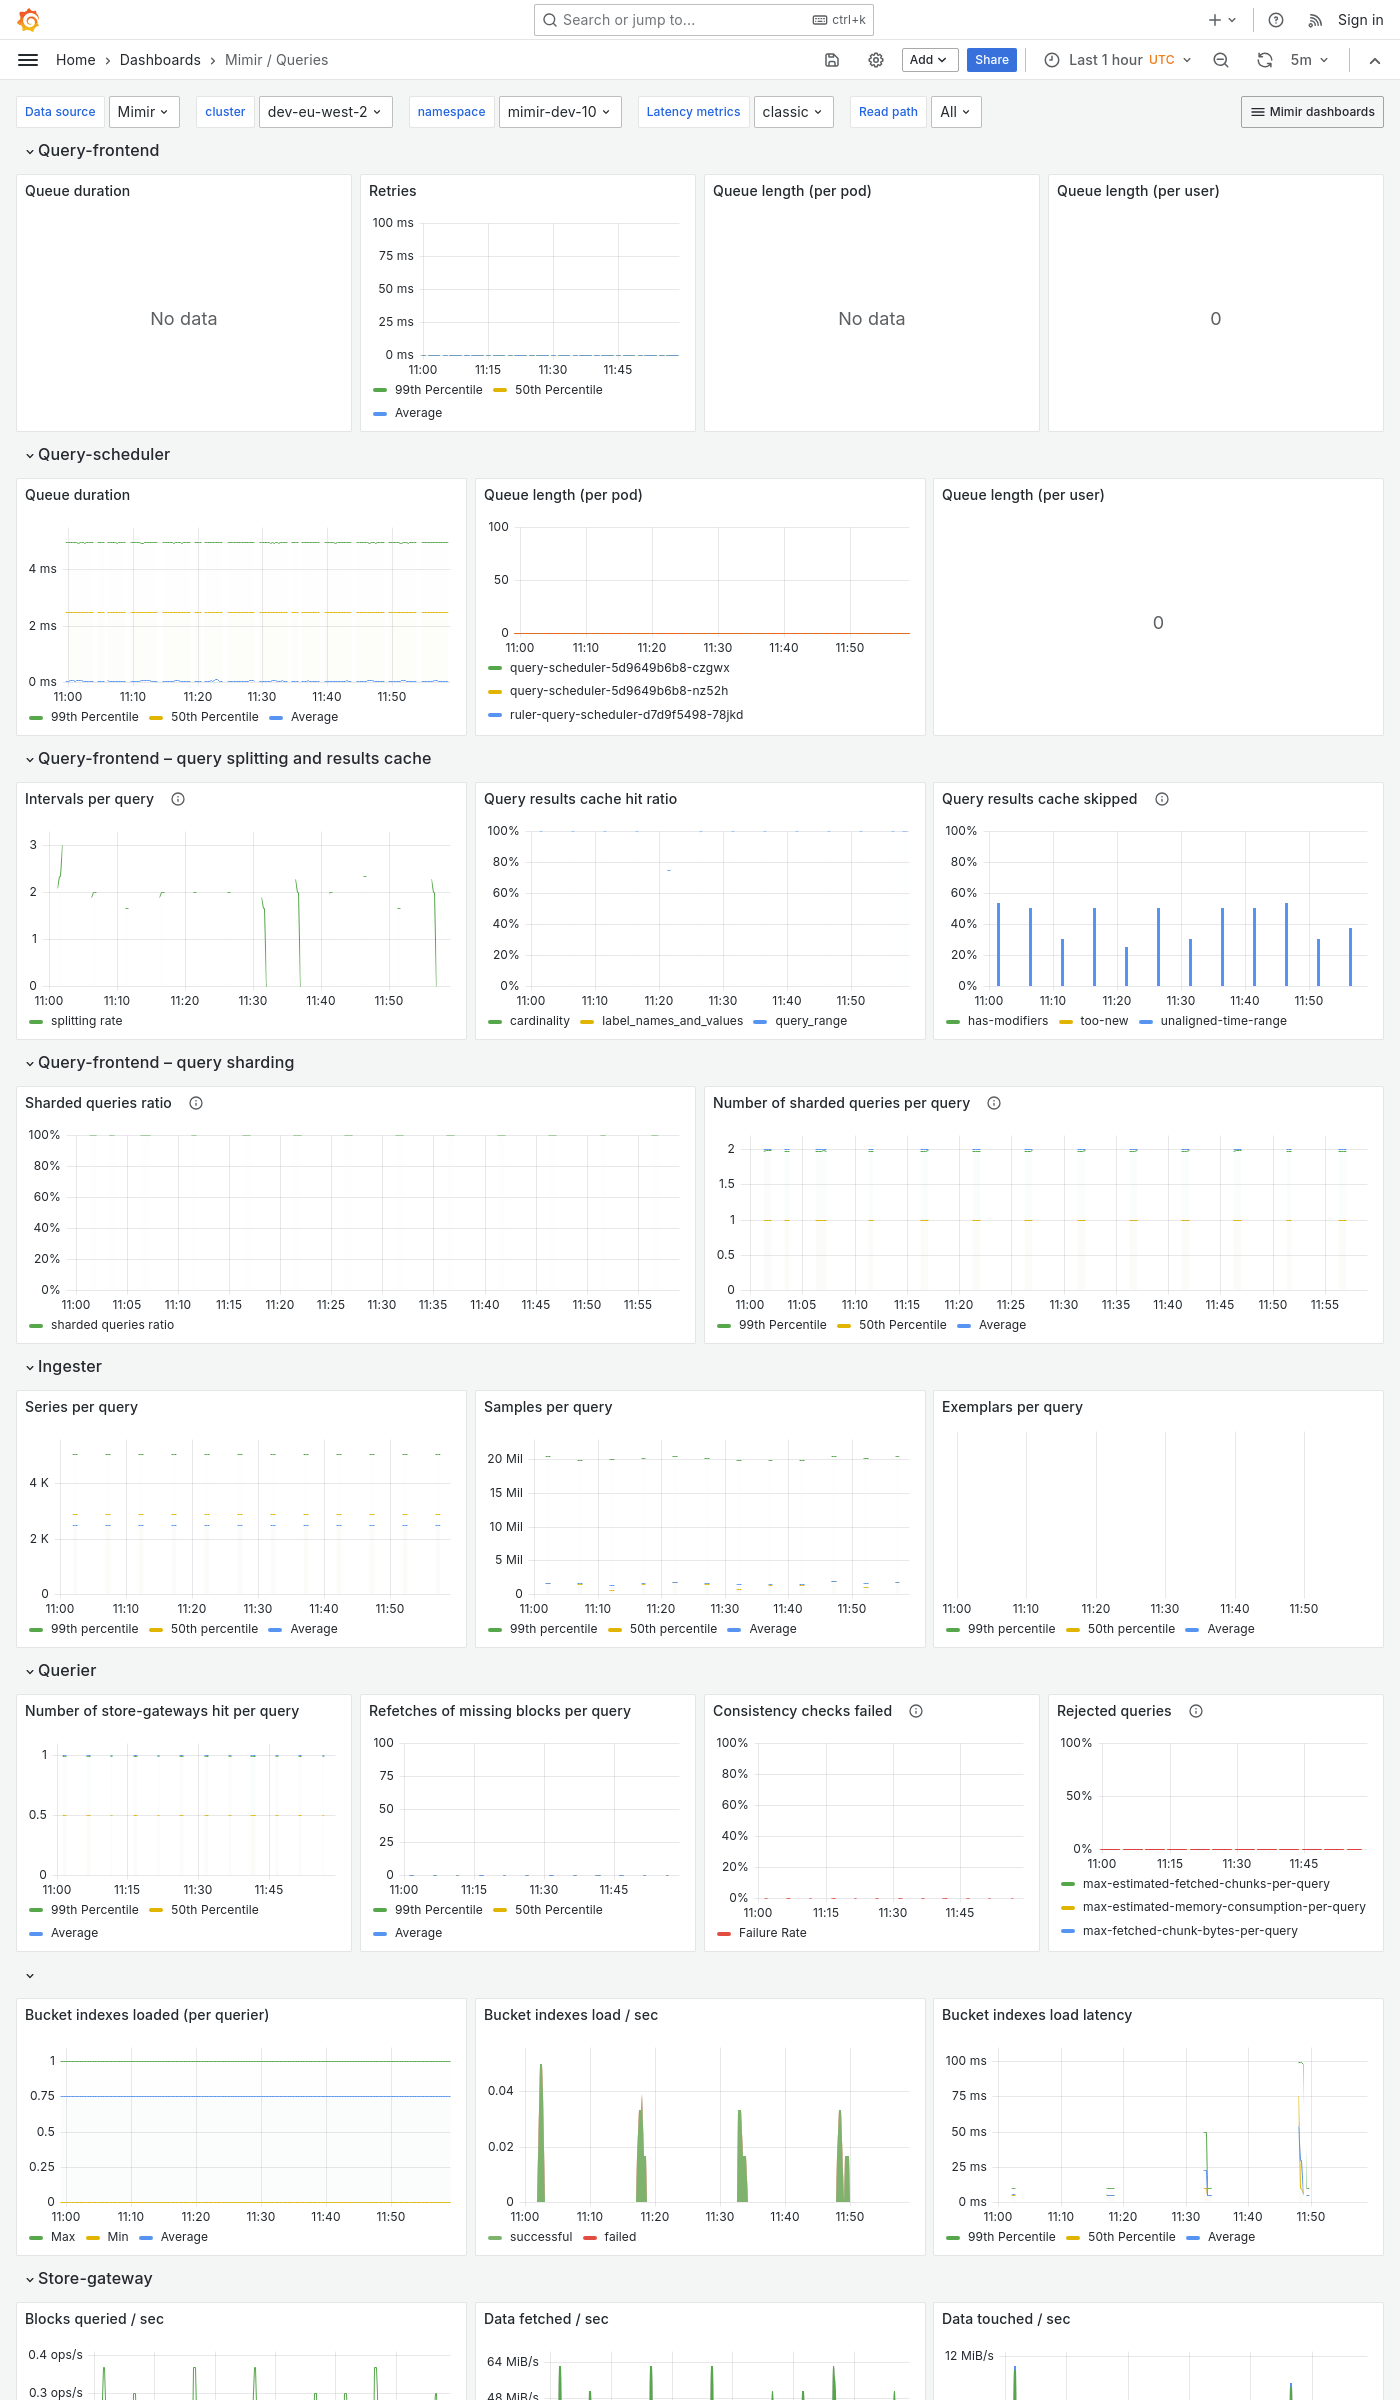 Search or jump to...
ctrl+k
Sign in
Home
Dashboards
Mimir / Queries
Add
Share
Last 1 hour UTC
5m
Data source
Mimir
cluster
dev-eu-west-2
namespace
mimir-dev-10
Latency metrics
classic
Read path
All
Mimir dashboards
Query-frontend
Queue duration
No data
Retries
100 ms
75 ms
50 ms
25 ms
0 ms
11:00 11:15 11:30 11:45
99th Percentile 50th Percentile
Average
Queue length (per pod)
No data
Queue length (per user)
0
Query-scheduler
Queue duration
4 ms
2 ms
0 ms
11:00 11:10 11:20 11:30 11:40 11:50
99th Percentile 50th Percentile Average
Queue length (per pod)
100
50
0
11:00 11:10 11:20 11:30 11:40 11:50
query-scheduler-5d9649b6b8-czgwx
query-scheduler-5d9649b6b8-nz52h
ruler-query-scheduler-d7d9f5498-78jkd
Queue length (per user)
0
Query-frontend – query splitting and results cache
Intervals per query
3
2
1
0
11:00 11:10 11:20 11:30 11:40 11:50
splitting rate
Query results cache hit ratio
100%
80%
60%
40%
20%
0%
11:00 11:10 11:20 11:30 11:40 11:50
cardinality label_names_and_values query_range
Query results cache skipped
100%
80%
60%
40%
20%
0%
11:00 11:10 11:20 11:30 11:40 11:50
has-modifiers too-new unaligned-time-range
Query-frontend – query sharding
Sharded queries ratio
100%
80%
60%
40%
20%
0%
11:00 11:05 11:10 11:15 11:20 11:25 11:30 11:35 11:40 11:45 11:50 11:55
sharded queries ratio
Number of sharded queries per query
2
1.5
1
0.5
0
11:00 11:05 11:10 11:15 11:20 11:25 11:30 11:35 11:40 11:45 11:50 11:55
99th Percentile 50th Percentile Average
Ingester
Series per query
4 K
2 K
0
11:00 11:10 11:20 11:30 11:40 11:50
99th percentile 50th percentile Average
Samples per query
20 Mil
15 Mil
10 Mil
5 Mil
0
11:00 11:10 11:20 11:30 11:40 11:50
99th percentile 50th percentile Average
Exemplars per query
11:00 11:10 11:20 11:30 11:40 11:50
99th percentile 50th percentile Average
Querier
Number of store-gateways hit per query
1
0.5
0
11:00 11:15 11:30 11:45
99th Percentile 50th Percentile
Average
Refetches of missing blocks per query
100
75
50
25
0
11:00 11:15 11:30 11:45
99th Percentile 50th Percentile
Average
Consistency checks failed
100%
80%
60%
40%
20%
0%
11:00 11:15 11:30 11:45
Failure Rate
Rejected queries
100%
50%
0%
11:00 11:15 11:30 11:45
max-estimated-fetched-chunks-per-query
max-estimated-memory-consumption-per-query
max-fetched-chunk-bytes-per-query
Bucket indexes loaded (per querier)
1
0.75
0.5
0.25
0
11:00 11:10 11:20 11:30 11:40 11:50
Max Min Average
Bucket indexes load / sec
0.04
0.02
0
11:00 11:10 11:20 11:30 11:40 11:50
successful failed
Bucket indexes load latency
100 ms
75 ms
50 ms
25 ms
0 ms
11:00 11:10 11:20 11:30 11:40 11:50
99th Percentile 50th Percentile Average
Store-gateway
Blocks queried / sec
0.4 ops/s
0.3 ops/s
Data fetched / sec
64 MiB/s
48 MiB/s
Data touched / sec
12 MiB/s